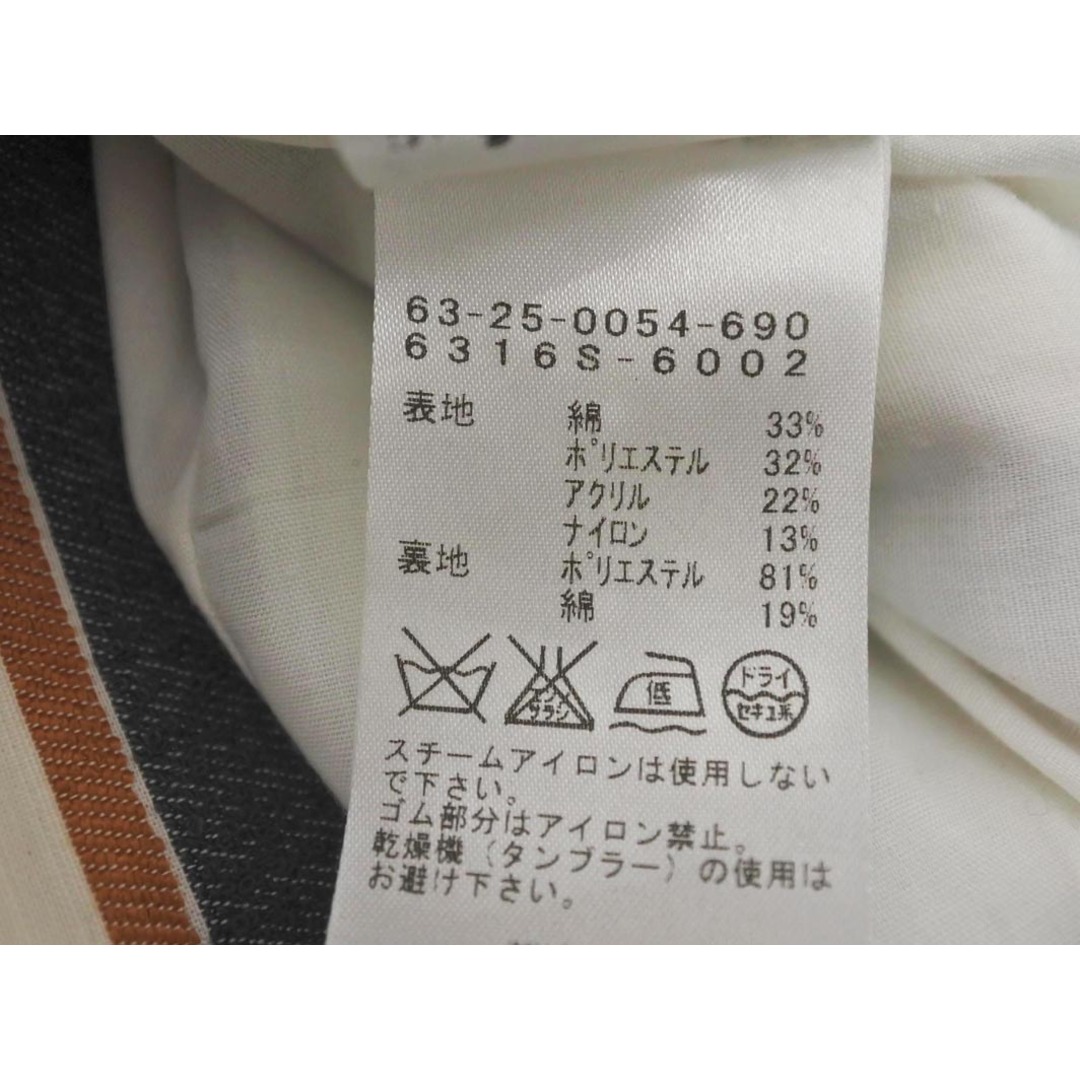 63-25-0054-690
6316S-6002
表地 綿 33%
ポリエステル 32%
アクリル 22%
ナイロン 13%
裏地 ポリエステル 81%
綿 19%
エンソ サラシ 低 ドライ セキユ系
スチームアイロンは使用しない
で下さい。
ゴム部分はアイロン禁止。
乾燥機（タンブラー）の使用は
お避け下さい。